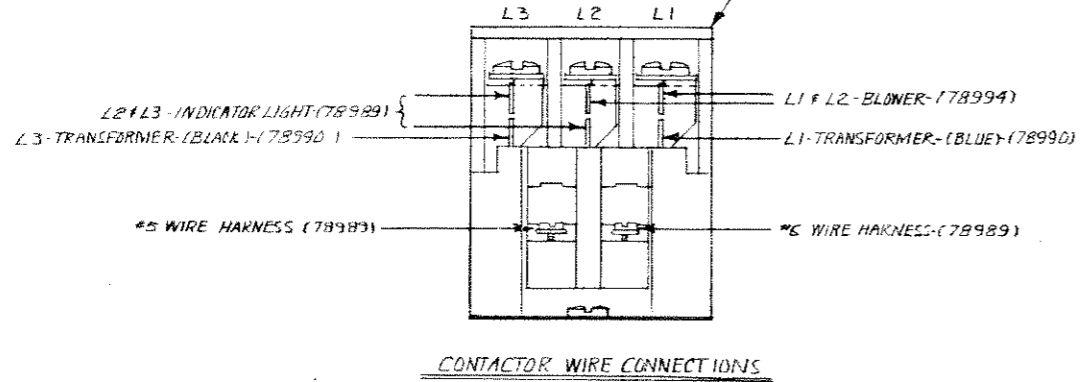 L3 L2 L1
L2 & L3 - INDICATOR LIGHT-(78989)
L1 & L2 - BLOWER-(78994)
L3-TRANSFORMER-(BLACK)-(78990)
L1-TRANSFORMER-(BLUE)-(78990)
#5 WIRE HARNESS (78989)
#6 WIRE HARNESS-(78989)
CONTACTOR WIRE CONNECTIONS